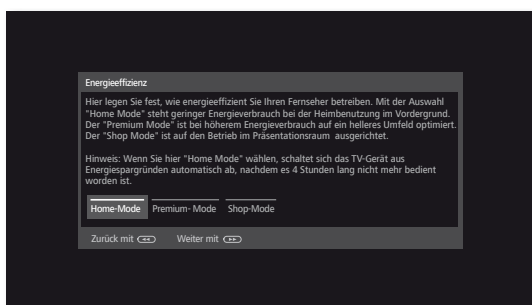 Energieeffizienz
Hier legen Sie fest, wie energieeffizient Sie Ihren Fernseher betreiben. Mit der Auswahl
"Home Mode" steht geringer Energieverbrauch bei der Heimbenutzung im Vordergrund.
Der "Premium Mode" ist bei höherem Energieverbrauch auf ein helleres Umfeld optimiert.
Der "Shop Mode" ist auf den Betrieb im Präsentationsraum ausgerichtet.
Hinweis: Wenn Sie hier "Home Mode" wählen, schaltet sich das TV-Gerät aus
Energiespargründen automatisch ab, nachdem es 4 Stunden lang nicht mehr bedient
worden ist.
Home-Mode Premium- Mode Shop-Mode
Zurück mit Weiter mit